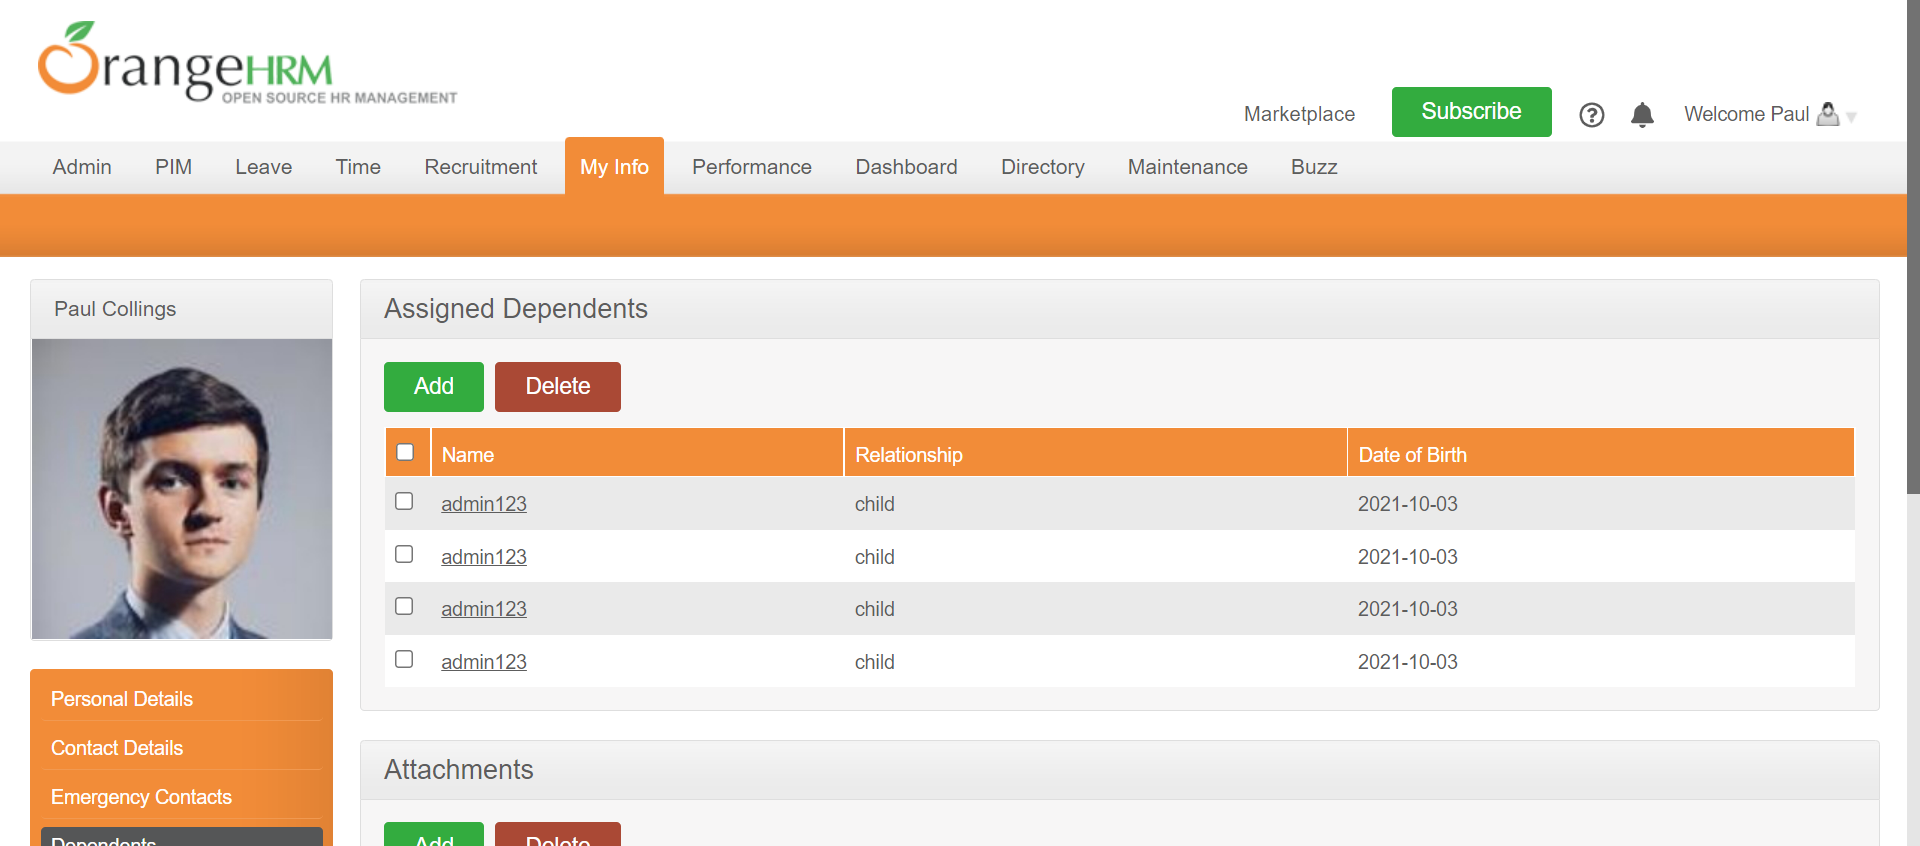 OrangeHRM
OPEN SOURCE HR MANAGEMENT
Marketplace
Subscribe
Welcome Paul
Admin
PIM
Leave
Time
Recruitment
My Info
Performance
Dashboard
Directory
Maintenance
Buzz
Paul Collings
Personal Details
Contact Details
Emergency Contacts
Dependents
Assigned Dependents
Add Delete
Name Relationship Date of Birth
admin123 child 2021-10-03
admin123 child 2021-10-03
admin123 child 2021-10-03
admin123 child 2021-10-03
Attachments
Add Delete